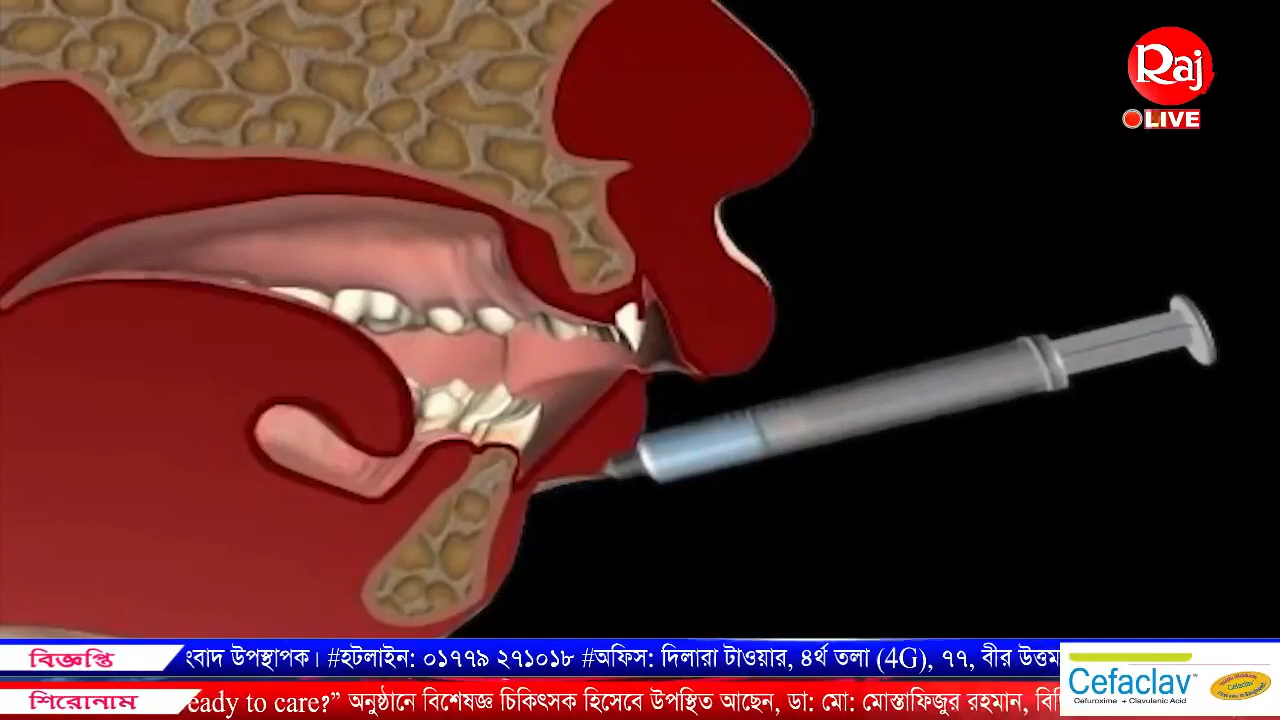 Raj
LIVE
বিজ্ঞপ্তি
ংবাদ উপস্থাপক। #হটলাইন: ০১৭৭৯ ২৭১০১৮ #অফিস: দিলারা টাওয়ার, ৪র্থ তলা (4G), ৭৭, বীর উত্তম
শিরোনাম
eady to care?” অনুষ্ঠানে বিশেষজ্ঞ চিকিৎসক হিসেবে উপস্থিত আছেন, ডা: মো: মোস্তাফিজুর রহমান, বি
Cefaclav
Cefuroxime + Clavulanic Acid
Cefaclav